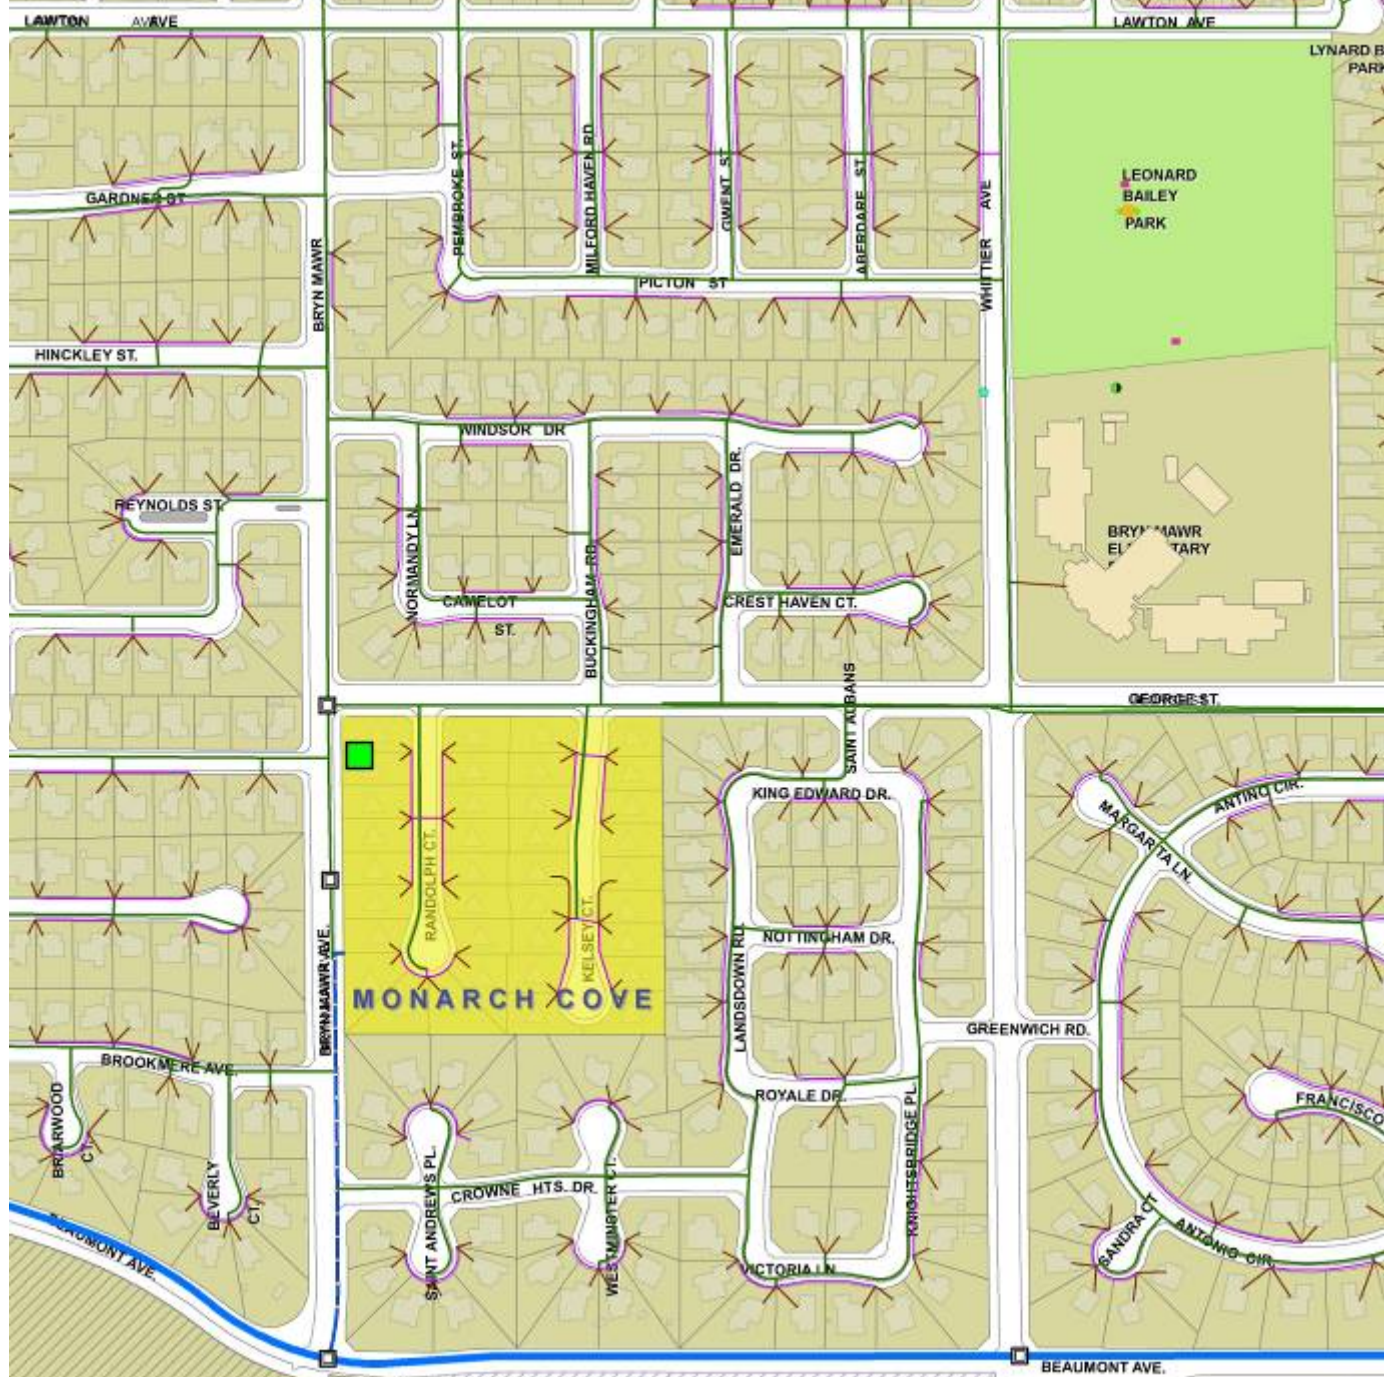 LAWTON AVE
LAWTON AVE
LYNARD B
PARK
LEONARD
BAILEY
PARK
GARDNER ST
PEMBROKE ST.
MILFORD HAVEN RD
GWENT ST
ABERDARE ST
WHITTIER AVE
BRYN MAWR
PICTON ST
HINCKLEY ST.
WINDSOR DR
EMERALD DR.
REYNOLDS ST.
NORMANDY LN.
BUCKINGHAM RD
CAMELOT
ST.
CREST HAVEN CT.
BRYN MAWR
GEORGE ST.
SAINT ALBANS
KING EDWARD DR.
RANDOLPH CT.
KELSEY CT.
MONARCH COVE
LANSDOWN RD.
NOTTINGHAM DR.
MARGARITA LN.
ANTINO CIR.
BRYN MAWR AVE.
GREENWICH RD.
BROOKMERE AVE.
BRIARWOOD
CT.
BEVERLY
CT.
ROYALE DR.
KNIGHTSBRIDGE PL.
FRANCISCO
SAINT ANDREWS PL.
CROWNE HTS. DR.
WESTMINSTER CT.
VICTORIA LN.
SANDRA CT
ANTONIO CIR.
BEAUMONT AVE.
BEAUMONT AVE.